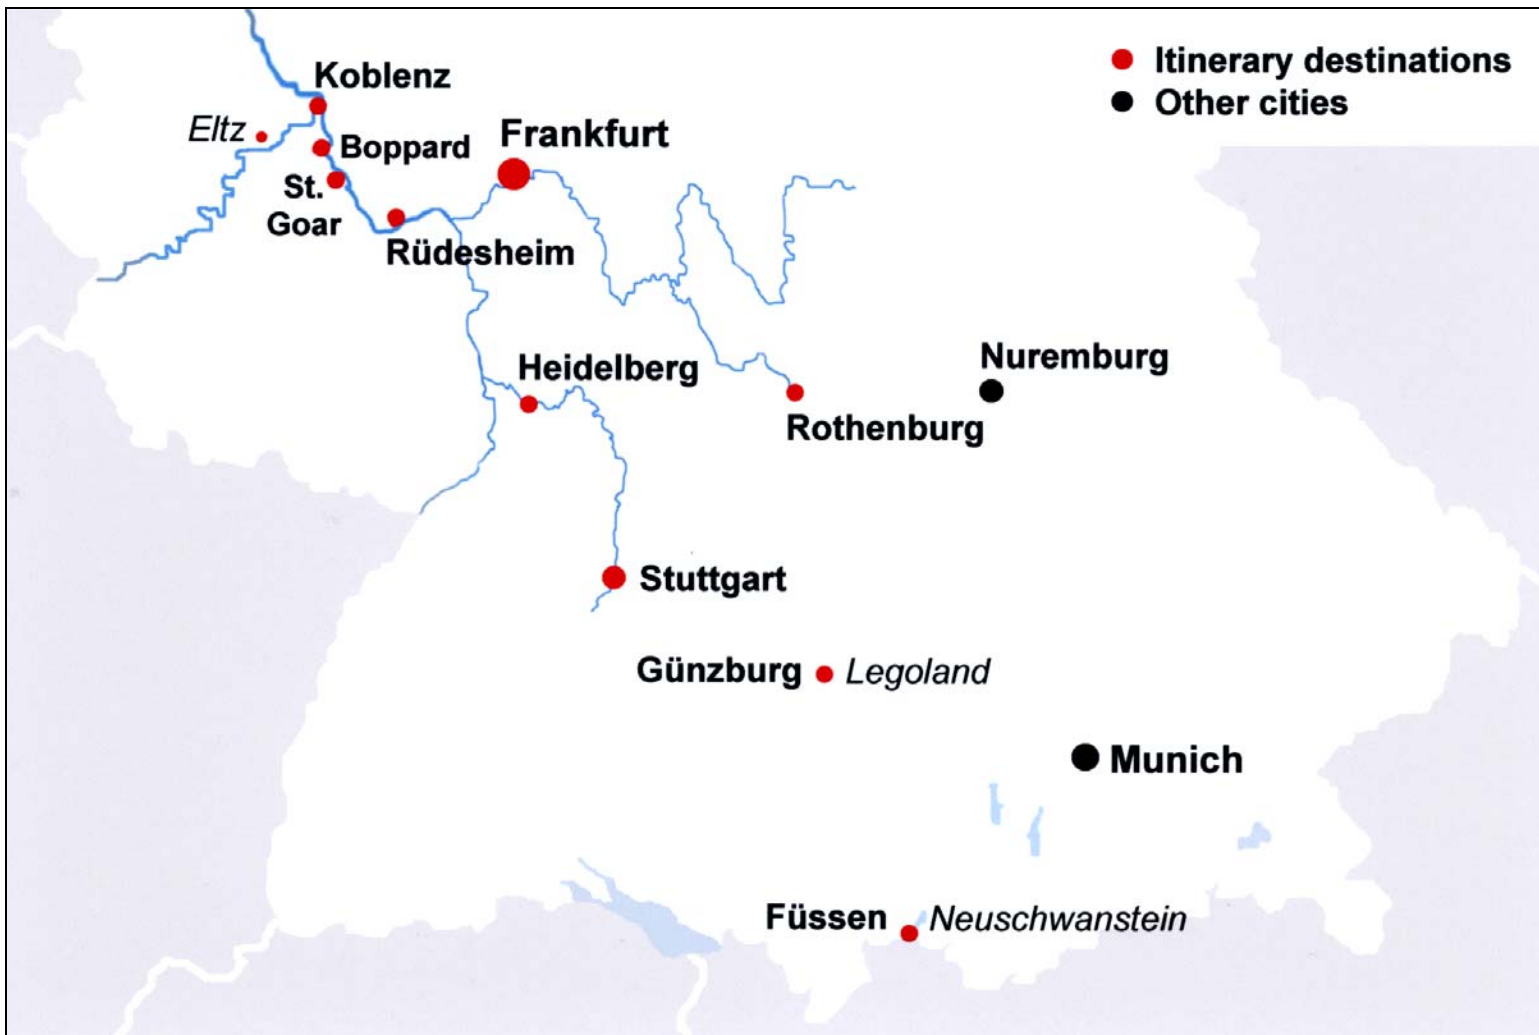 Koblenz
Itinerary destinations
Other cities
Eltz
Frankfurt
Boppard
St.
Goar
Rüdesheim
Heidelberg
Nuremburg
Rothenburg
Stuttgart
Günzburg Legoland
Munich
Füssen Neuschwanstein